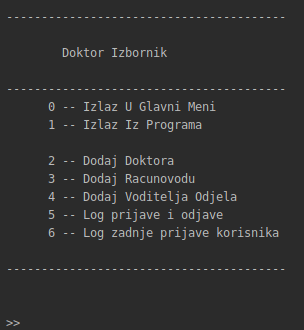 ----------------------------------------
Doktor Izbornik
----------------------------------------
0 -- Izlaz U Glavni Meni
1 -- Izlaz Iz Programa
2 -- Dodaj Doktora
3 -- Dodaj Racunovodu
4 -- Dodaj Voditelja Odjela
5 -- Log prijave i odjave
6 -- Log zadnje prijave korisnika
----------------------------------------
>>